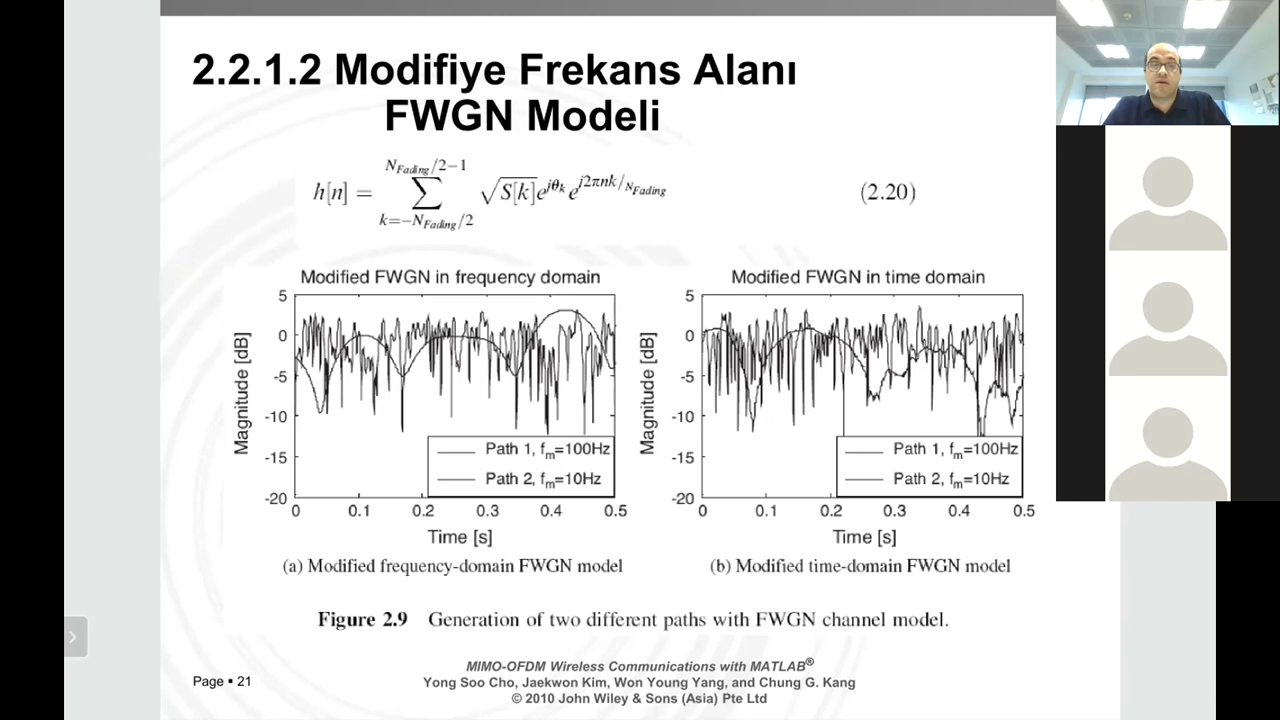 2.2.1.2 Modifiye Frekans Alanı
FWGN Modeli
h[n] = ∑_{k=−N_{Fading}/2}^{N_{Fading}/2−1} √S[k]e^{jθ_k} e^{j2πnk/N_{Fading}} (2.20)
Modified FWGN in frequency domain
Magnitude [dB]
5
0
-5
-10
-15
-20
Path 1, f_m=100Hz
Path 2, f_m=10Hz
0 0.1 0.2 0.3 0.4 0.5
Time [s]
(a) Modified frequency-domain FWGN model
Modified FWGN in time domain
Magnitude [dB]
5
0
-5
-10
-15
-20
Path 1, f_m=100Hz
Path 2, f_m=10Hz
0 0.1 0.2 0.3 0.4 0.5
Time [s]
(b) Modified time-domain FWGN model
Figure 2.9 Generation of two different paths with FWGN channel model.
MIMO-OFDM Wireless Communications with MATLAB®
Yong Soo Cho, Jaekwon Kim, Won Young Yang, and Chung G. Kang
© 2010 John Wiley & Sons (Asia) Pte Ltd
Page ▪ 21